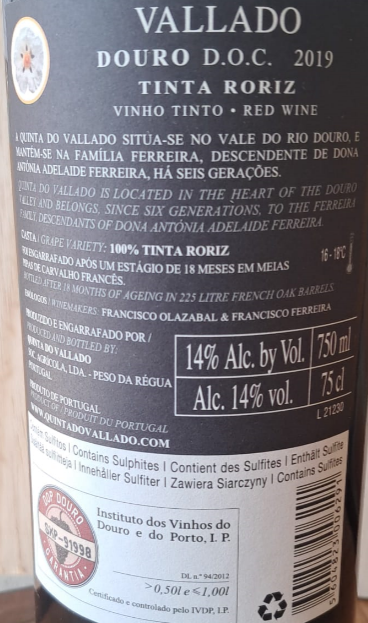 VALLADO
DOURO D.O.C. 2019
TINTA RORIZ
VINHO TINTO • RED WINE
A QUINTA DO VALLADO SITUA-SE NO VALE DO RIO DOURO, E
MANTÉM-SE NA FAMÍLIA FERREIRA, DESCENDENTE DE DONA
ANTÓNIA ADELAIDE FERREIRA, HÁ SEIS GERAÇÕES.
QUINTA DO VALLADO IS LOCATED IN THE HEART OF THE DOURO
VALLEY AND BELONGS, SINCE SIX GENERATIONS, TO THE FERREIRA
FAMILY, DESCENDANTS OF DONA ANTÓNIA ADELAIDE FERREIRA
CASTA / GRAPE VARIETY: 100% TINTA RORIZ
16-18ºC
FOI ENGARRAFADO APÓS UM ESTÁGIO DE 18 MESES EM MEIAS
PIPAS DE CARVALHO FRANCÊS.
BOTTLED AFTER 18 MONTHS OF AGEING IN 225 LITRE FRENCH OAK BARRELS.
ENÓLOGOS / WINEMAKERS: FRANCISCO OLAZABAL & FRANCISCO FERREIRA
PRODUZIDO E ENGARRAFADO POR /
PRODUCED AND BOTTLED BY:
QUINTA DO VALLADO
SOC. AGRÍCOLA, LDA. - PESO DA RÉGUA
PORTUGAL
14% Alc. by Vol. 750 ml
Alc. 14% vol. 75 cl
L 21230
PRODUTO DE PORTUGAL
PRODUCT OF / PRODUIT DU PORTUGAL
WWW.QUINTADOVALLADO.COM
Sulfitos | Contains Sulphites | Contient des Sulfites | Enthält Sulfite
| Innehåller Sulfiter | Zawiera Siarczyny | Contains Sulfites
DOP DOURO
SKP-91998
GARANTIA
Instituto dos Vinhos do
Douro e do Porto, I. P.
DL n.º 94/2012
>0,50l e ≤1,00l
Certificado e controlado pelo IVDP, I.P.